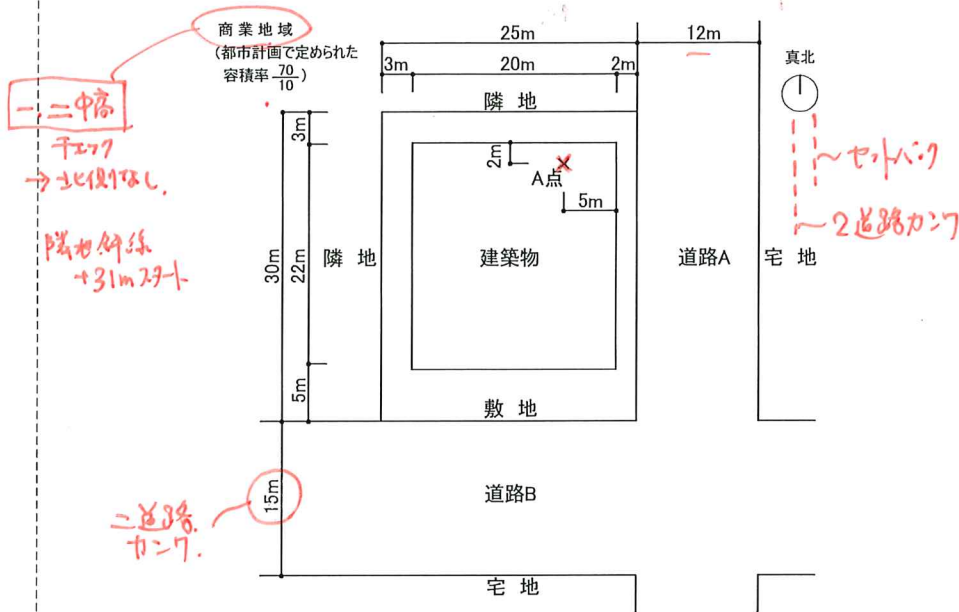 商業地域
(都市計画で定められた
容積率70/10)
一、二中高
チェック
→北側なし.
隣地斜線
+31mスタート
25m
12m
3m
20m
2m
真北
隣地
3m
2m
A点
×
5m
セットバック
2道路カンワ
30m
22m
隣地
建築物
道路A
宅地
5m
敷地
15m
道路B
二道路.
カンワ.
宅地